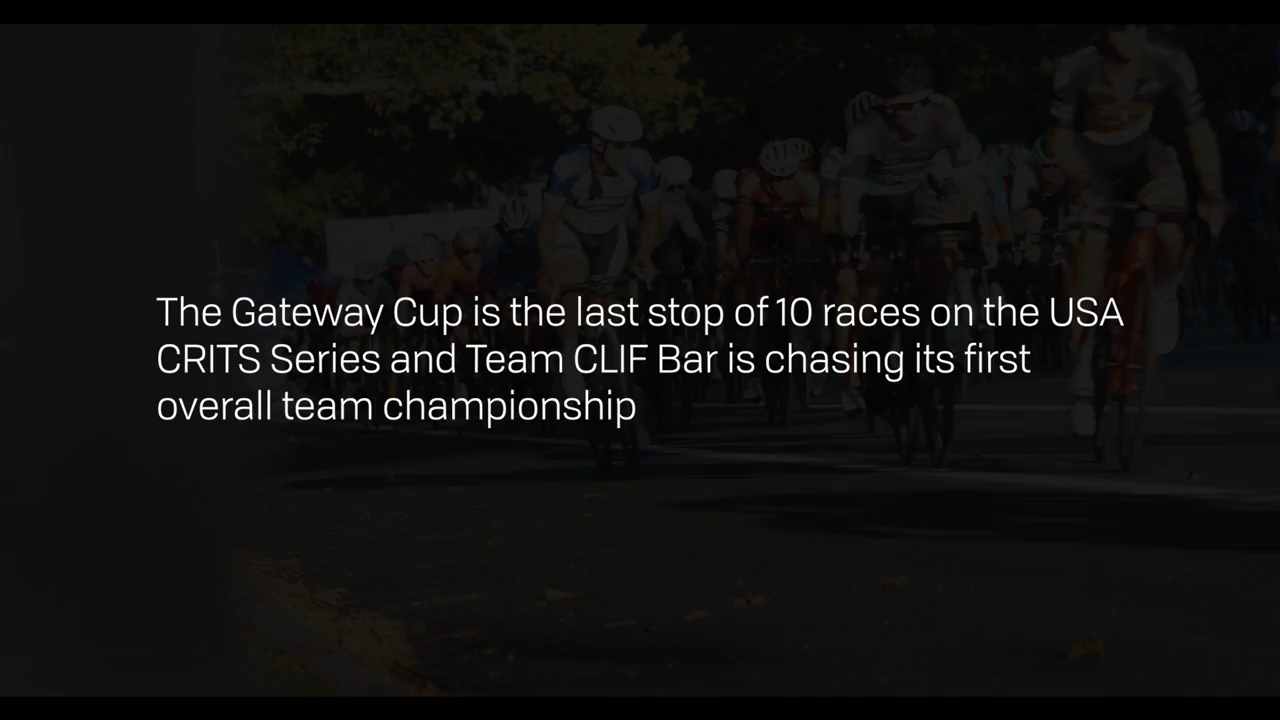 The Gateway Cup is the last stop of 10 races on the USA
CRITS Series and Team CLIF Bar is chasing its first
overall team championship